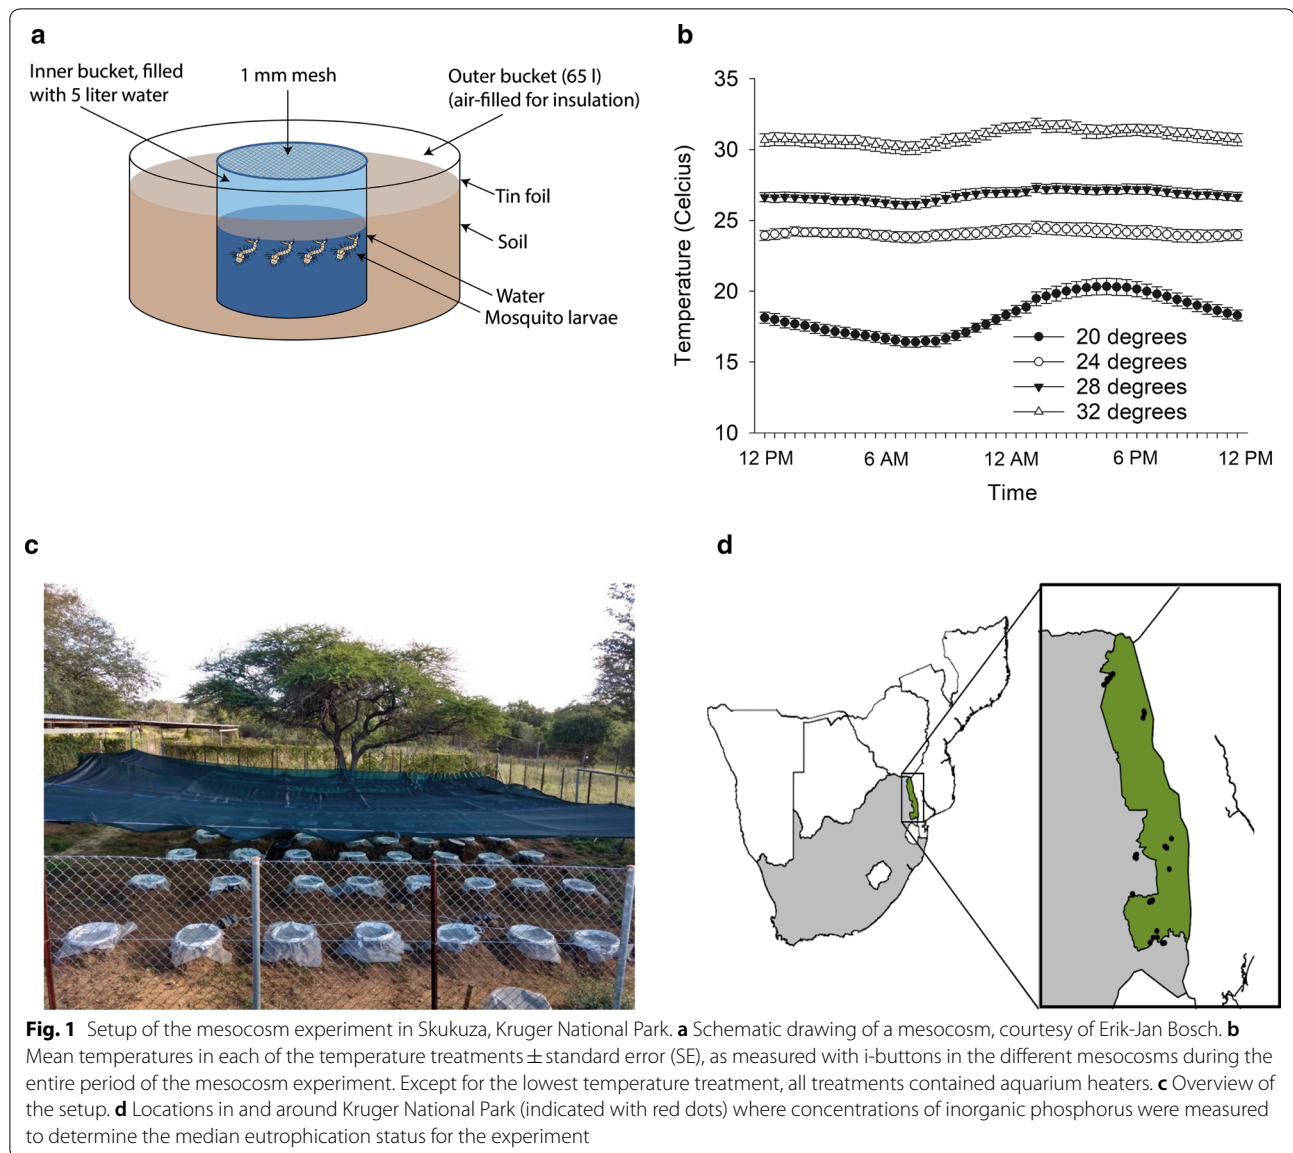 a
Inner bucket, filled
with 5 liter water
1 mm mesh
Outer bucket (65 l)
(air-filled for insulation)
Tin foil
Soil
Water
Mosquito larvae
b
35
30
25
20
15
10
Temperature (Celcius)
20 degrees
24 degrees
28 degrees
32 degrees
12 PM 6 AM 12 AM 6 PM 12 PM
Time
c
d
Fig. 1 Setup of the mesocosm experiment in Skukuza, Kruger National Park. a Schematic drawing of a mesocosm, courtesy of Erik-Jan Bosch. b
Mean temperatures in each of the temperature treatments ± standard error (SE), as measured with i-buttons in the different mesocosms during the
entire period of the mesocosm experiment. Except for the lowest temperature treatment, all treatments contained aquarium heaters. c Overview of
the setup. d Locations in and around Kruger National Park (indicated with red dots) where concentrations of inorganic phosphorus were measured
to determine the median eutrophication status for the experiment